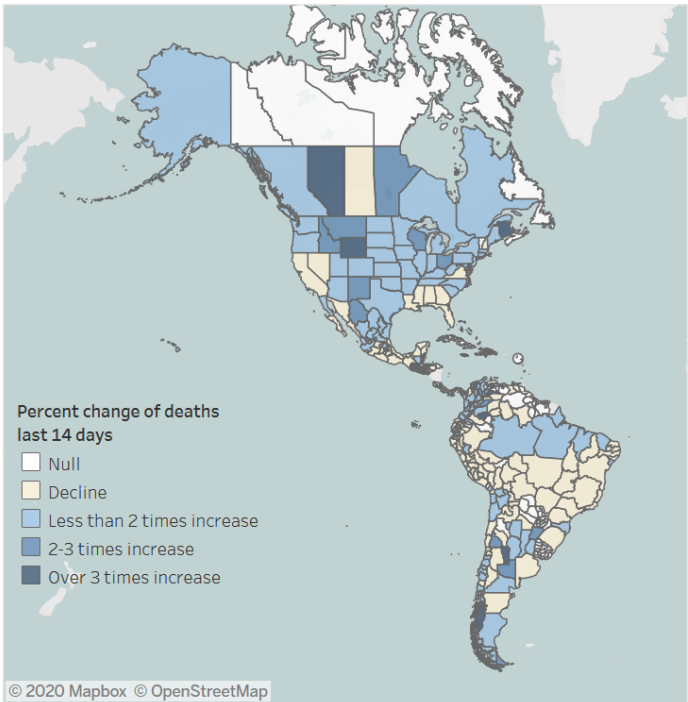 Percent change of deaths
last 14 days
Null
Decline
Less than 2 times increase
2-3 times increase
Over 3 times increase
© 2020 Mapbox © OpenStreetMap